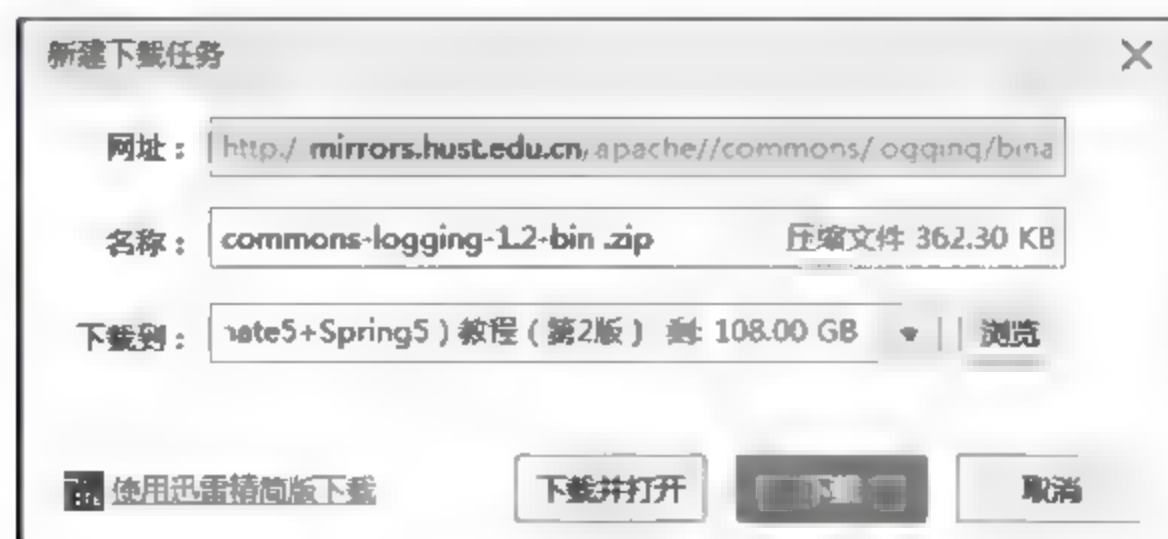 新建下载任务
网址： http:/ mirrors.hust.edu.cn/apache//commons/ ogging/bina
名称： commons-logging-1.2-bin .zip 压缩文件 362.30 KB
下载到： nate5+Spring5）教程（第2版） 剩: 108.00 GB 浏览
使用迅雷精简版下载 下载并打开 下载 取消